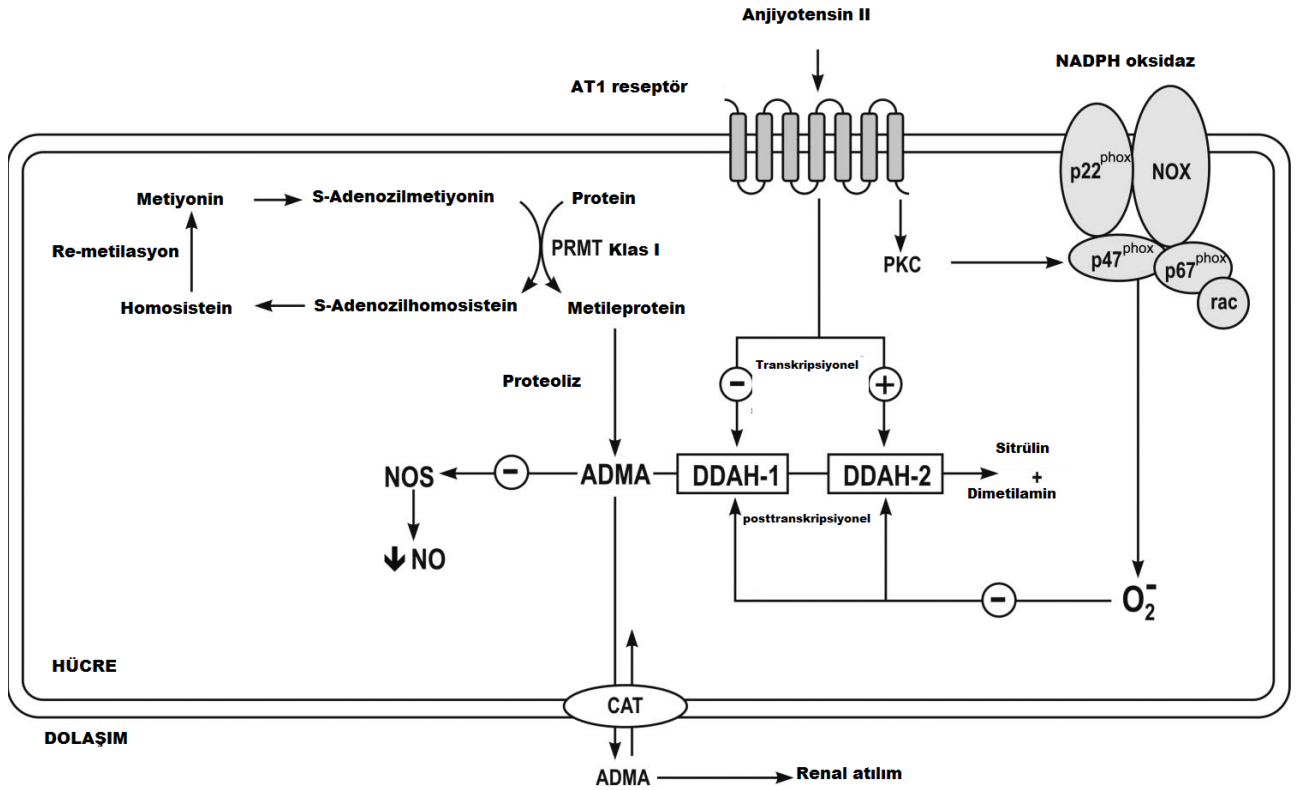 Anjiyotensin II
NADPH oksidaz
AT1 reseptör
p22phox
NOX
Metiyonin
S-Adenozilmetiyonin
Protein
Re-metilasyon
PRMT Klas I
PKC
p47phox
p67phox
rac
Homosistein
S-Adenozilhomosistein
Metileprotein
Transkripsiyonel
Proteoliz
-
+
NOS
-
ADMA
DDAH-1
DDAH-2
Sitrülin
+
Dimetilamin
posttranskripsiyonel
↓ NO
-
O2-
HÜCRE
CAT
DOLAŞIM
ADMA
Renal atılım